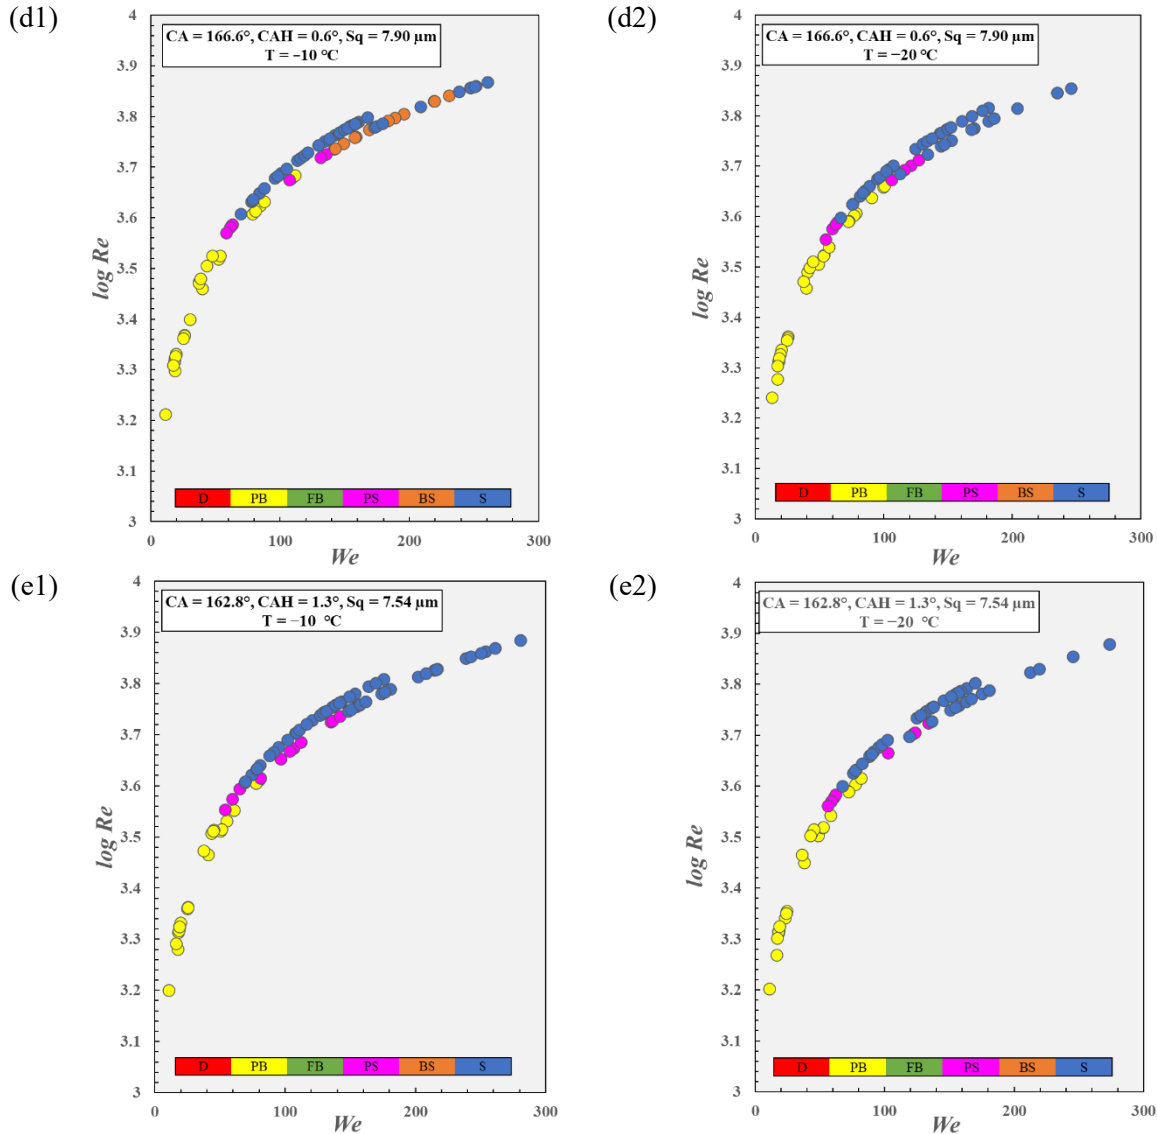 (d1)
4
3.9
3.8
3.7
3.6
3.5
3.4
3.3
3.2
3.1
3
log Re
CA = 166.6°, CAH = 0.6°, Sq = 7.90 µm
T = −10 °C
D PB FB PS BS S
0 100 200 300
We
(d2)
4
3.9
3.8
3.7
3.6
3.5
3.4
3.3
3.2
3.1
3
log Re
CA = 166.6°, CAH = 0.6°, Sq = 7.90 µm
T = −20 °C
D PB FB PS BS S
0 100 200 300
We
(e1)
4
3.9
3.8
3.7
3.6
3.5
3.4
3.3
3.2
3.1
3
log Re
CA = 162.8°, CAH = 1.3°, Sq = 7.54 µm
T = −10 °C
D PB FB PS BS S
0 100 200 300
We
(e2)
4
3.9
3.8
3.7
3.6
3.5
3.4
3.3
3.2
3.1
3
log Re
CA = 162.8°, CAH = 1.3°, Sq = 7.54 µm
T = −20 °C
D PB FB PS BS S
0 100 200 300
We